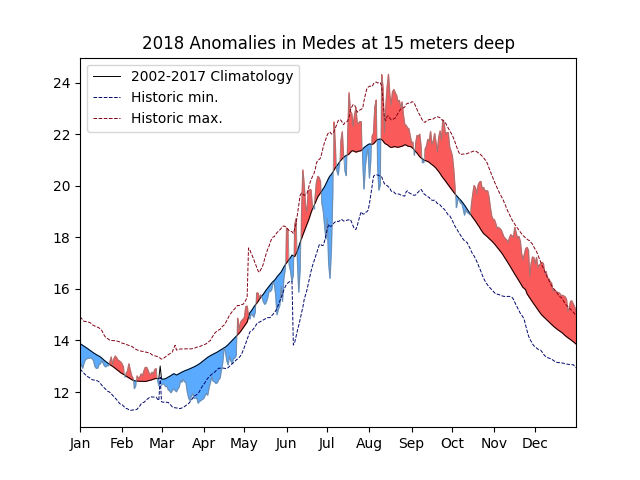 2018 Anomalies in Medes at 15 meters deep
2002-2017 Climatology
Historic min.
Historic max.
24
22
20
18
16
14
12
Jan Feb Mar Apr May Jun Jul Aug Sep Oct Nov Dec